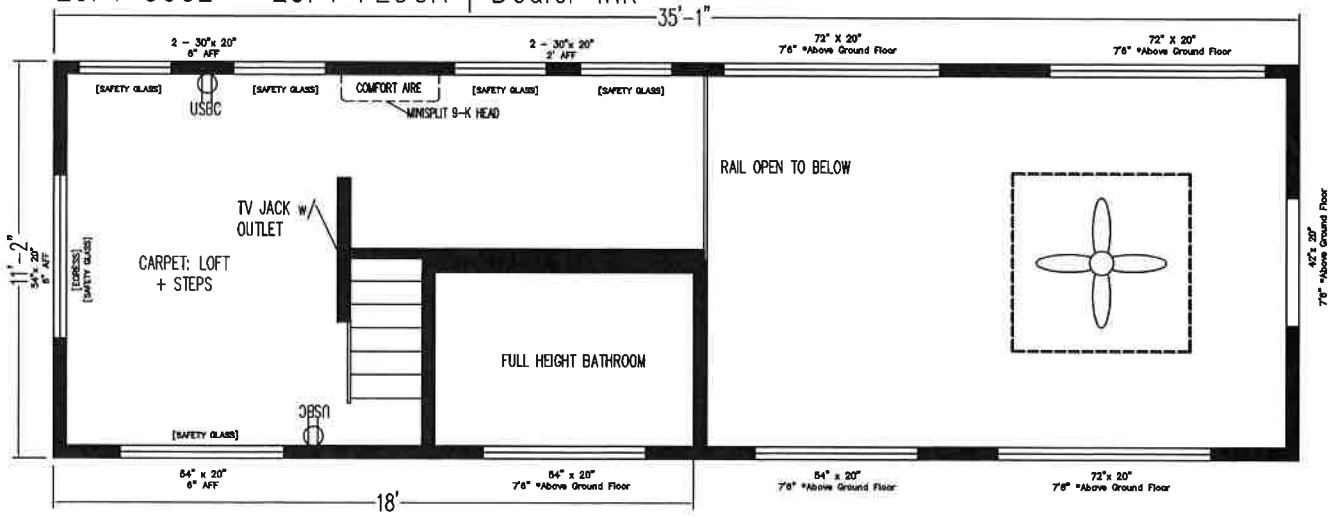 35'-1"
2 - 30"x 20"
6" AFF
2 - 30"x 20"
2' AFF
72" X 20"
7'6" *Above Ground Floor
72" X 20"
7'6" *Above Ground Floor
[SAFETY GLASS]
USBC
[SAFETY GLASS]
COMFORT AIRE
MINISPLIT 9-K HEAD
[SAFETY GLASS]
[SAFETY GLASS]
RAIL OPEN TO BELOW
TV JACK w/
OUTLET
11'-2"
54"x 20"
6" AFF
[EGRESS]
[SAFETY GLASS]
CARPET: LOFT
+ STEPS
42"x 20"
7'6" *Above Ground Floor
FULL HEIGHT BATHROOM
USBC
[SAFETY GLASS]
54" x 20"
6" AFF
54" x 20"
7'6" *Above Ground Floor
54" x 20"
7'6" *Above Ground Floor
72"x 20"
7'6" *Above Ground Floor
18'